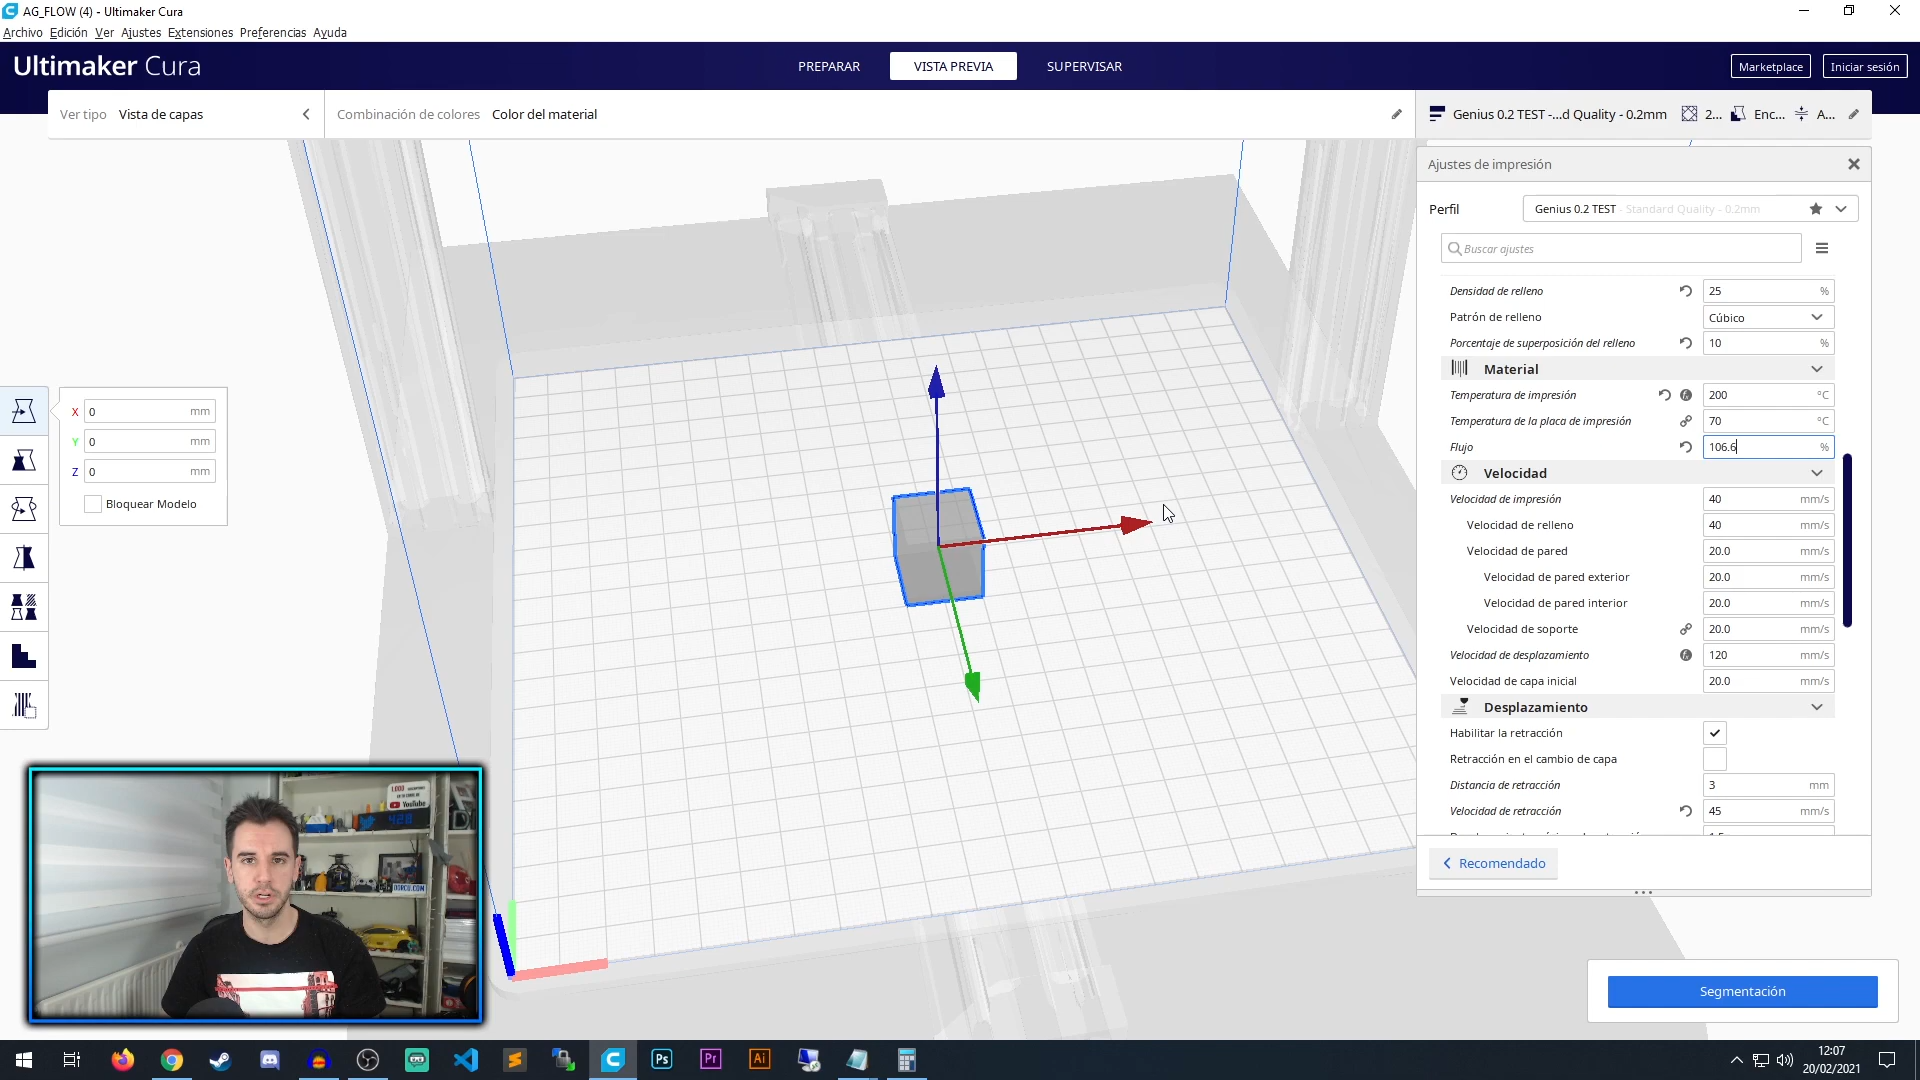 AG_FLOW (4) - Ultimaker Cura
Archivo Edición Ver Ajustes Extensiones Preferencias Ayuda
Ultimaker Cura
PREPARAR VISTA PREVIA SUPERVISAR
Marketplace Iniciar sesión
Ver tipo Vista de capas
Combinación de colores Color del material
Genius 0.2 TEST -...d Quality - 0.2mm 2... Enc... A...
Ajustes de impresión
Perfil Genius 0.2 TEST - Standard Quality - 0.2mm
Buscar ajustes
Densidad de relleno 25 %
Patrón de relleno Cúbico
Porcentaje de superposición del relleno 10 %
Material
Temperatura de impresión 200 °C
Temperatura de la placa de impresión 70 °C
Flujo 106.6 %
Velocidad
Velocidad de impresión 40 mm/s
Velocidad de relleno 40 mm/s
Velocidad de pared 20.0 mm/s
Velocidad de pared exterior 20.0 mm/s
Velocidad de pared interior 20.0 mm/s
Velocidad de soporte 20.0 mm/s
Velocidad de desplazamiento 120 mm/s
Velocidad de capa inicial 20.0 mm/s
Desplazamiento
Habilitar la retracción
Retracción en el cambio de capa
Distancia de retracción 3 mm
Velocidad de retracción 45 mm/s
Recomendado
Segmentación
X 0 mm
Y 0 mm
Z 0 mm
Bloquear Modelo
YouTube
Ps Pr Ai
12:07
20/02/2021